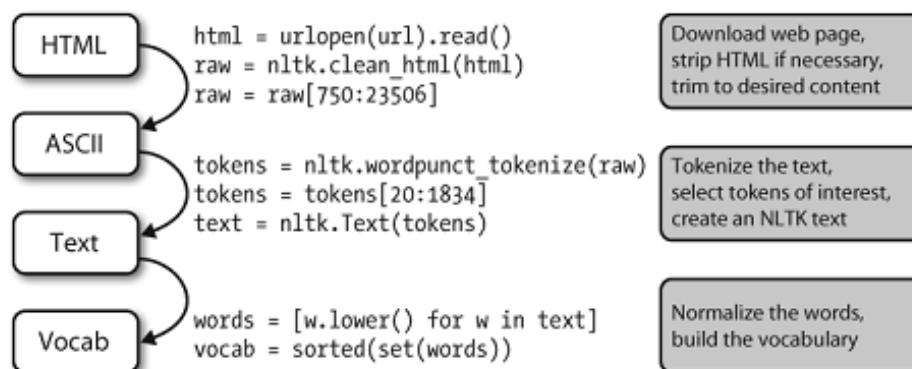 HTML
html = urlopen(url).read()
raw = nltk.clean_html(html)
raw = raw[750:23506]
Download web page,
strip HTML if necessary,
trim to desired content
ASCII
tokens = nltk.wordpunct_tokenize(raw)
tokens = tokens[20:1834]
text = nltk.Text(tokens)
Tokenize the text,
select tokens of interest,
create an NLTK text
Text
words = [w.lower() for w in text]
vocab = sorted(set(words))
Normalize the words,
build the vocabulary
Vocab